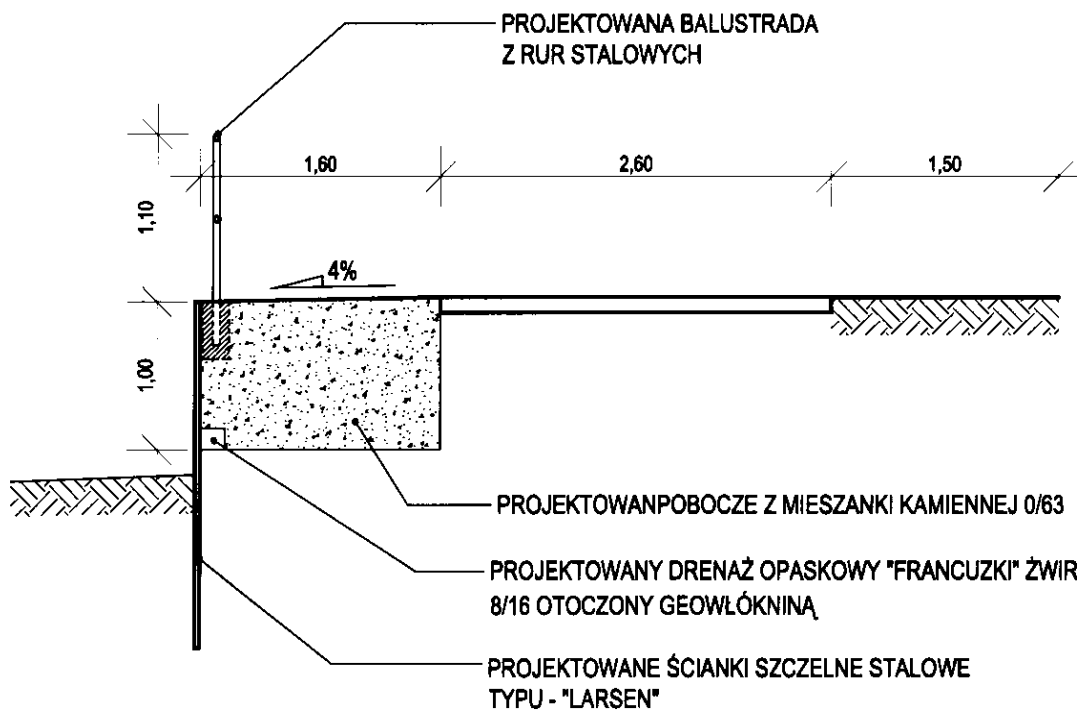 PROJEKTOWANA BALUSTRADA
Z RUR STALOWYCH
1,60
2,60
1,50
1,10
4%
1,00
PROJEKTOWANPOBOCZE Z MIESZANKI KAMIENNEJ 0/63
PROJEKTOWANY DRENAŻ OPASKOWY "FRANCUZKI" ŻWIR
8/16 OTOCZONY GEOWŁÓKNINĄ
PROJEKTOWANE ŚCIANKI SZCZELNE STALOWE
TYPU - "LARSEN"